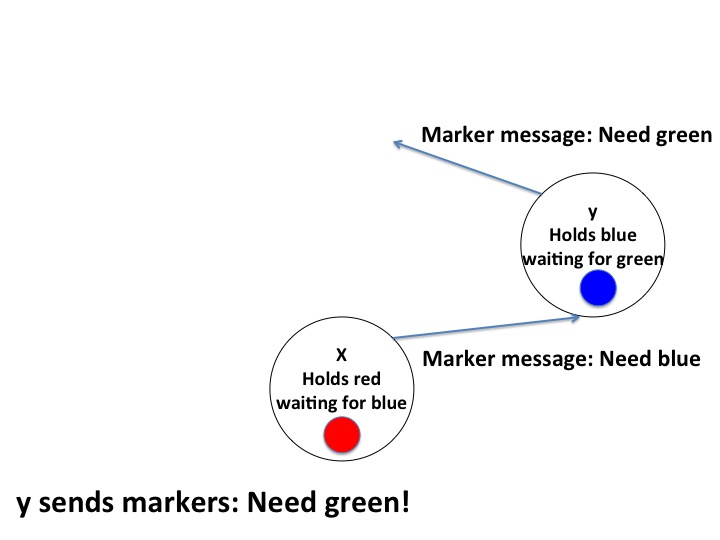 Marker message: Need green
y
Holds blue
waiting for green
Marker message: Need blue
X
Holds red
waiting for blue
y sends markers: Need green!